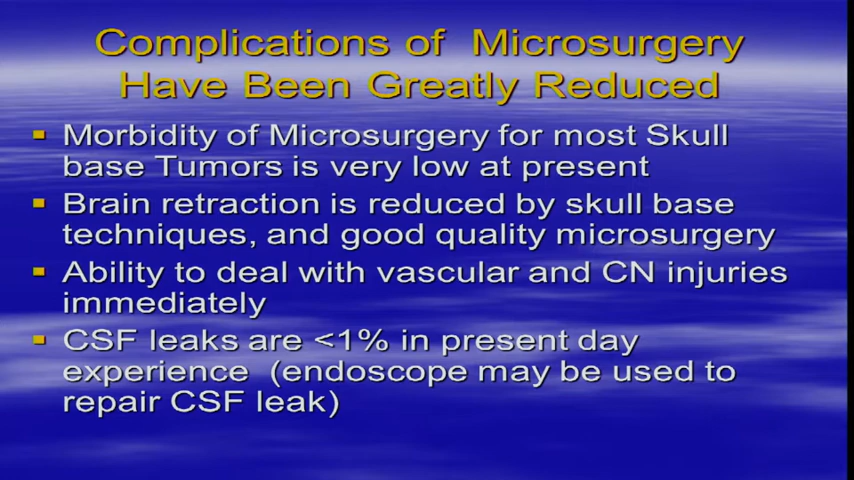 Complications of Microsurgery
Have Been Greatly Reduced
▪ Morbidity of Microsurgery for most Skull
base Tumors is very low at present
▪ Brain retraction is reduced by skull base
techniques, and good quality microsurgery
▪ Ability to deal with vascular and CN injuries
immediately
▪ CSF leaks are <1% in present day
experience (endoscope may be used to
repair CSF leak)